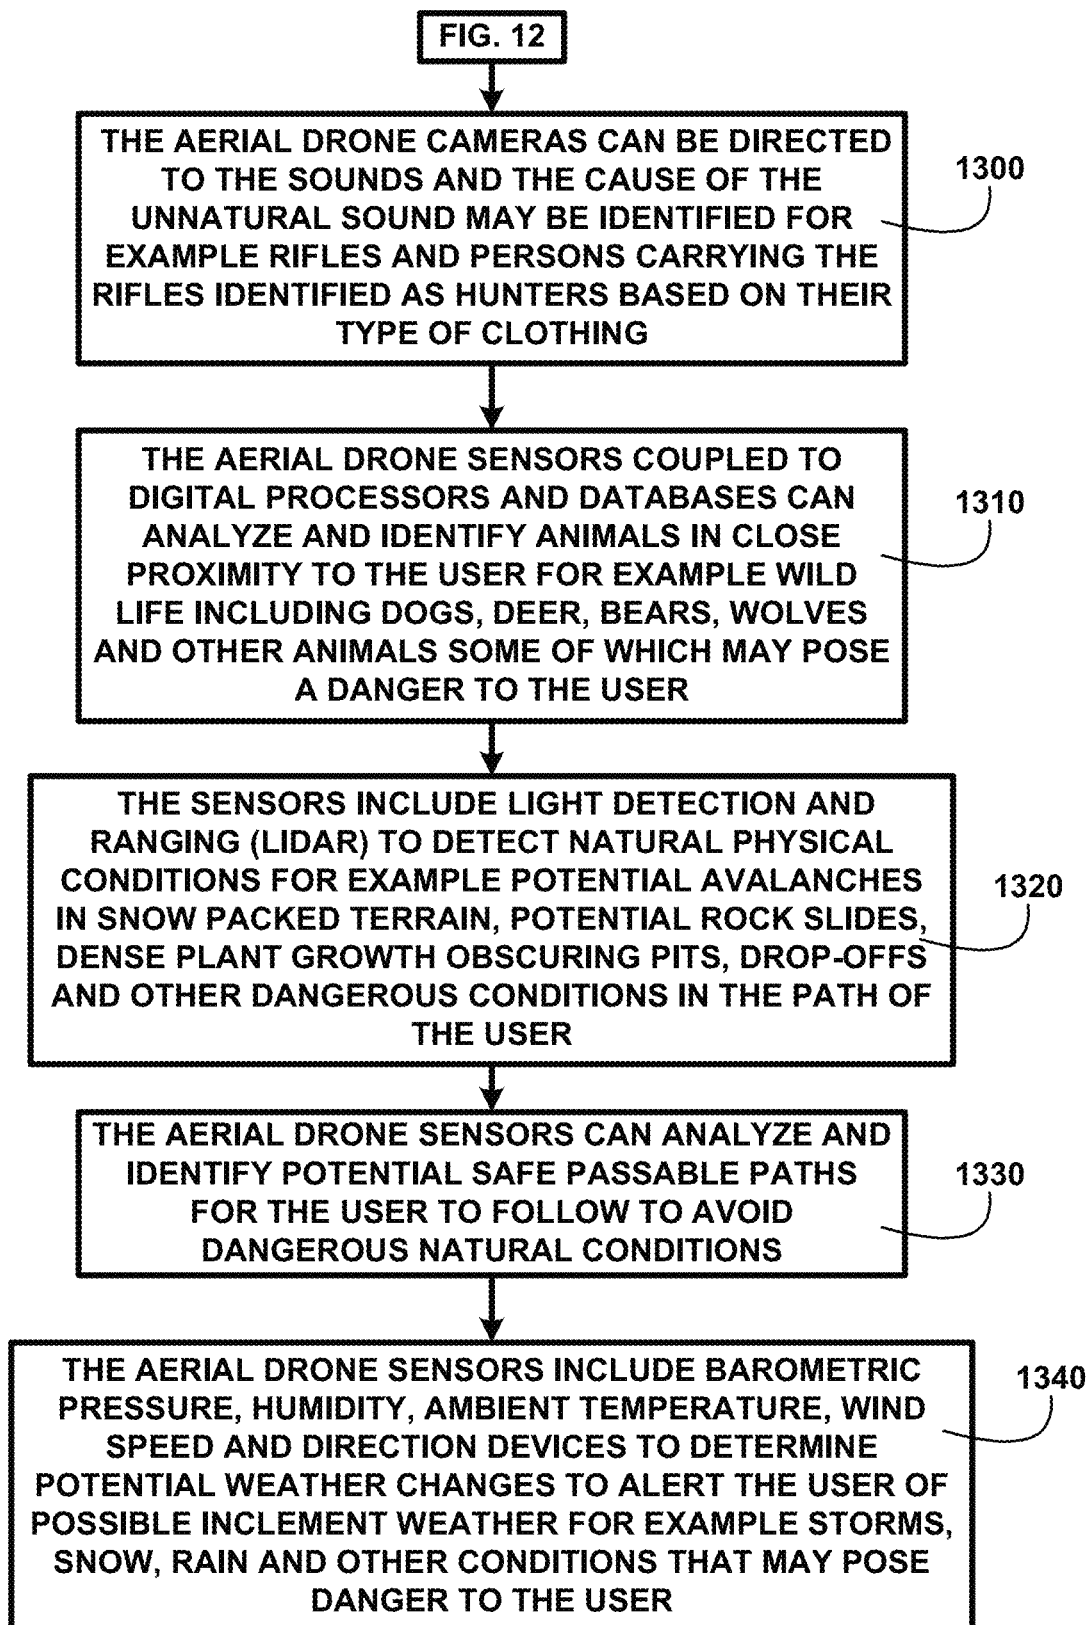 FIG. 12
THE AERIAL DRONE CAMERAS CAN BE DIRECTED
TO THE SOUNDS AND THE CAUSE OF THE
UNNATURAL SOUND MAY BE IDENTIFIED FOR
EXAMPLE RIFLES AND PERSONS CARRYING THE
RIFLES IDENTIFIED AS HUNTERS BASED ON THEIR
TYPE OF CLOTHING
1300
THE AERIAL DRONE SENSORS COUPLED TO
DIGITAL PROCESSORS AND DATABASES CAN
ANALYZE AND IDENTIFY ANIMALS IN CLOSE
PROXIMITY TO THE USER FOR EXAMPLE WILD
LIFE INCLUDING DOGS, DEER, BEARS, WOLVES
AND OTHER ANIMALS SOME OF WHICH MAY POSE
A DANGER TO THE USER
1310
THE SENSORS INCLUDE LIGHT DETECTION AND
RANGING (LIDAR) TO DETECT NATURAL PHYSICAL
CONDITIONS FOR EXAMPLE POTENTIAL AVALANCHES
IN SNOW PACKED TERRAIN, POTENTIAL ROCK SLIDES,
DENSE PLANT GROWTH OBSCURING PITS, DROP-OFFS
AND OTHER DANGEROUS CONDITIONS IN THE PATH OF
THE USER
1320
THE AERIAL DRONE SENSORS CAN ANALYZE AND
IDENTIFY POTENTIAL SAFE PASSABLE PATHS
FOR THE USER TO FOLLOW TO AVOID
DANGEROUS NATURAL CONDITIONS
1330
THE AERIAL DRONE SENSORS INCLUDE BAROMETRIC
PRESSURE, HUMIDITY, AMBIENT TEMPERATURE, WIND
SPEED AND DIRECTION DEVICES TO DETERMINE
POTENTIAL WEATHER CHANGES TO ALERT THE USER OF
POSSIBLE INCLEMENT WEATHER FOR EXAMPLE STORMS,
SNOW, RAIN AND OTHER CONDITIONS THAT MAY POSE
DANGER TO THE USER
1340